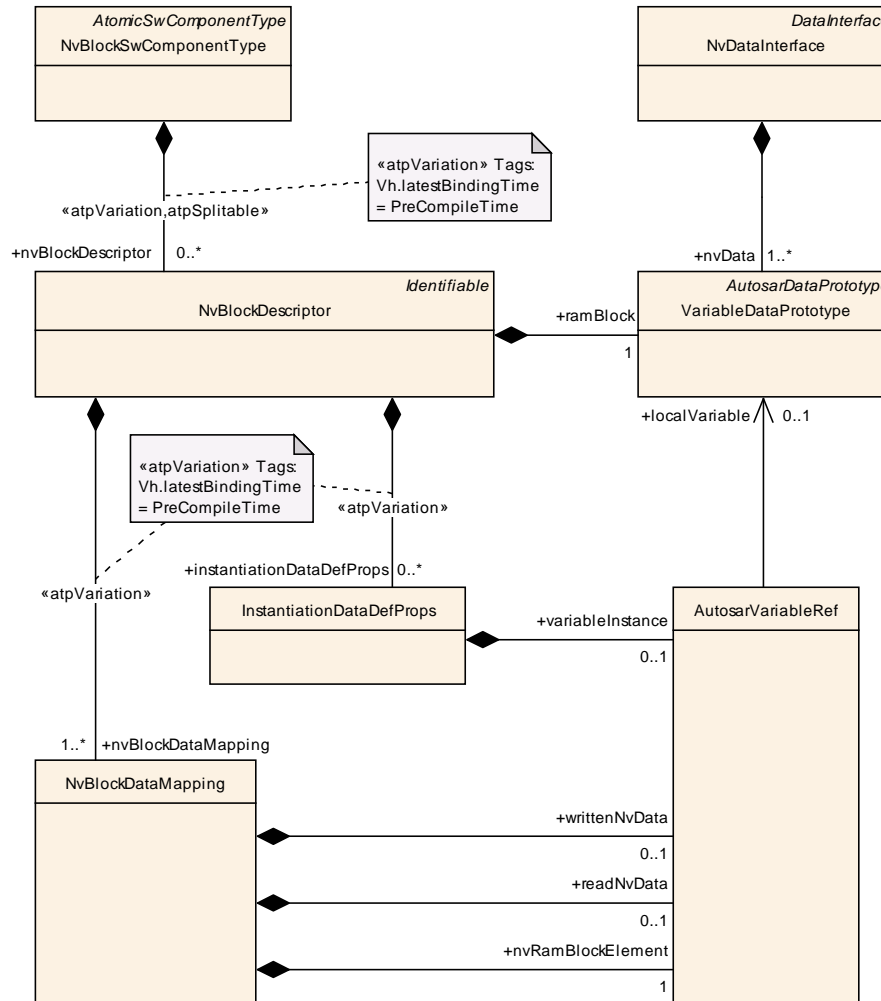 AtomicSwComponentType
NvBlockSwComponentType
DataInterfac
NvDataInterface
«atpVariation» Tags:
Vh.latestBindingTime
= PreCompileTime
«atpVariation,atpSplitable»
+nvBlockDescriptor
0..*
+nvData
1..*
Identifiable
NvBlockDescriptor
AutosarDataPrototype
VariableDataPrototype
+ramBlock
1
+localVariable
0..1
«atpVariation» Tags:
Vh.latestBindingTime
= PreCompileTime
«atpVariation»
+instantiationDataDefProps
0..*
«atpVariation»
InstantiationDataDefProps
AutosarVariableRef
+variableInstance
0..1
1..*
+nvBlockDataMapping
NvBlockDataMapping
+writtenNvData
0..1
+readNvData
0..1
+nvRamBlockElement
1